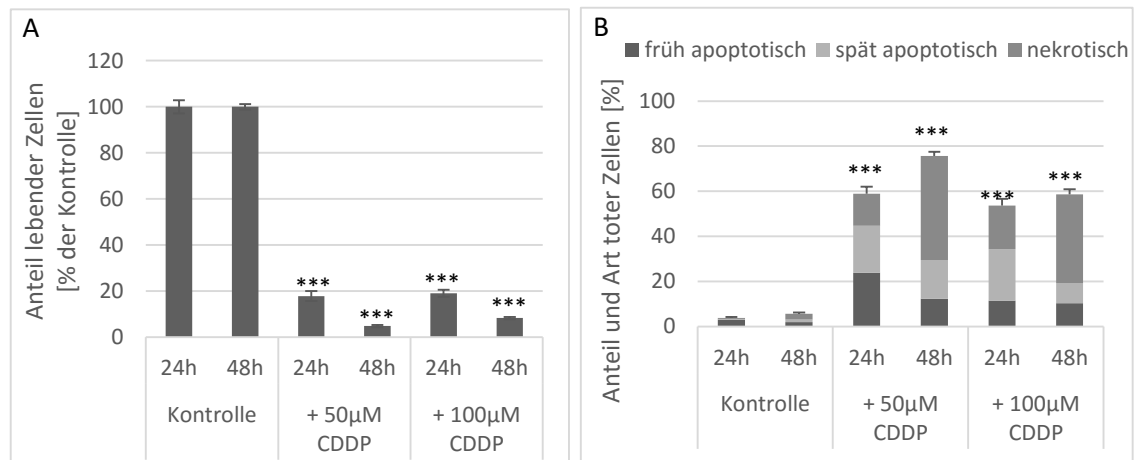 A
Anteil lebender Zellen
[% der Kontrolle]
120
100
80
60
40
20
0
***
***
***
***
24h 48h 24h 48h 24h 48h
Kontrolle + 50µM CDDP + 100µM CDDP
B
früh apoptotisch spät apoptotisch nekrotisch
Anteil und Art toter Zellen [%]
100
80
60
40
20
0
***
***
***
***
24h 48h 24h 48h 24h 48h
Kontrolle + 50µM CDDP + 100µM CDDP